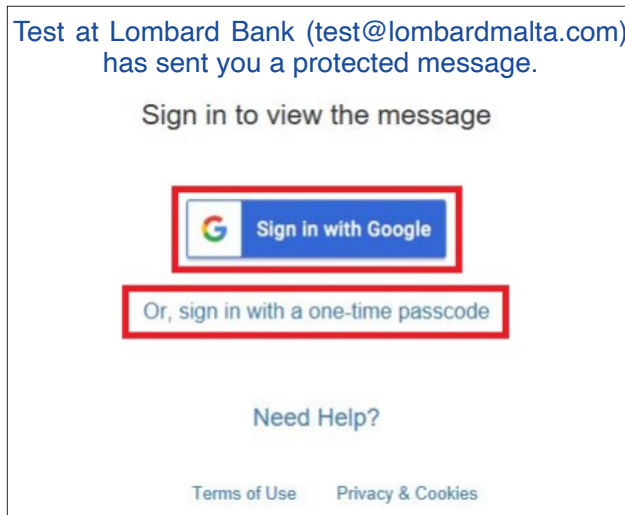 Test at Lombard Bank (test@lombardmalta.com)
has sent you a protected message.
Sign in to view the message
G Sign in with Google
Or, sign in with a one-time passcode
Need Help?
Terms of Use Privacy & Cookies